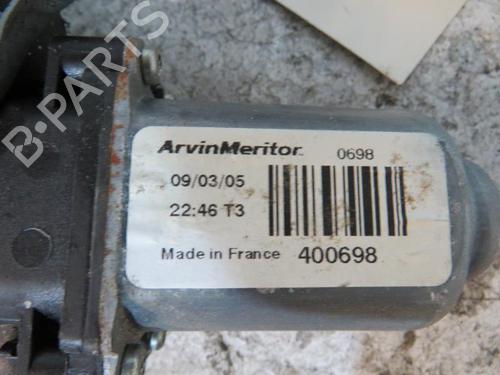 B-PARTS
ArvinMeritor 0698
09/03/05
22:46 T3
Made in France 400698